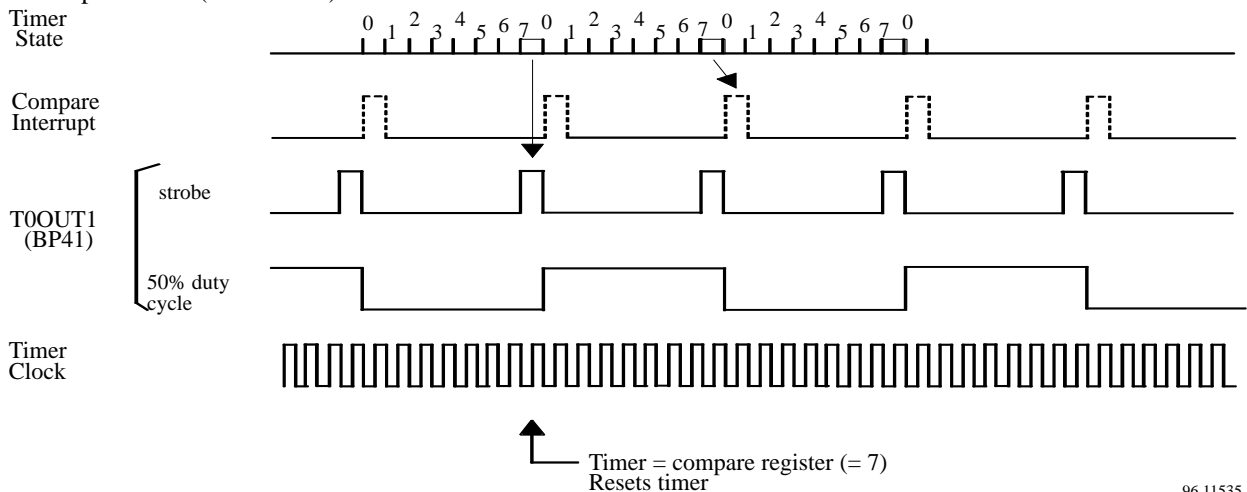 Timer
State
0 1 2 3 4 5 6 7 0 1 2 3 4 5 6 7 0 1 2 3 4 5 6 7 0
Compare
Interrupt
strobe
T0OUT1
(BP41)
50% duty
cycle
Timer
Clock
Timer = compare register (= 7)
Resets timer
96 11535